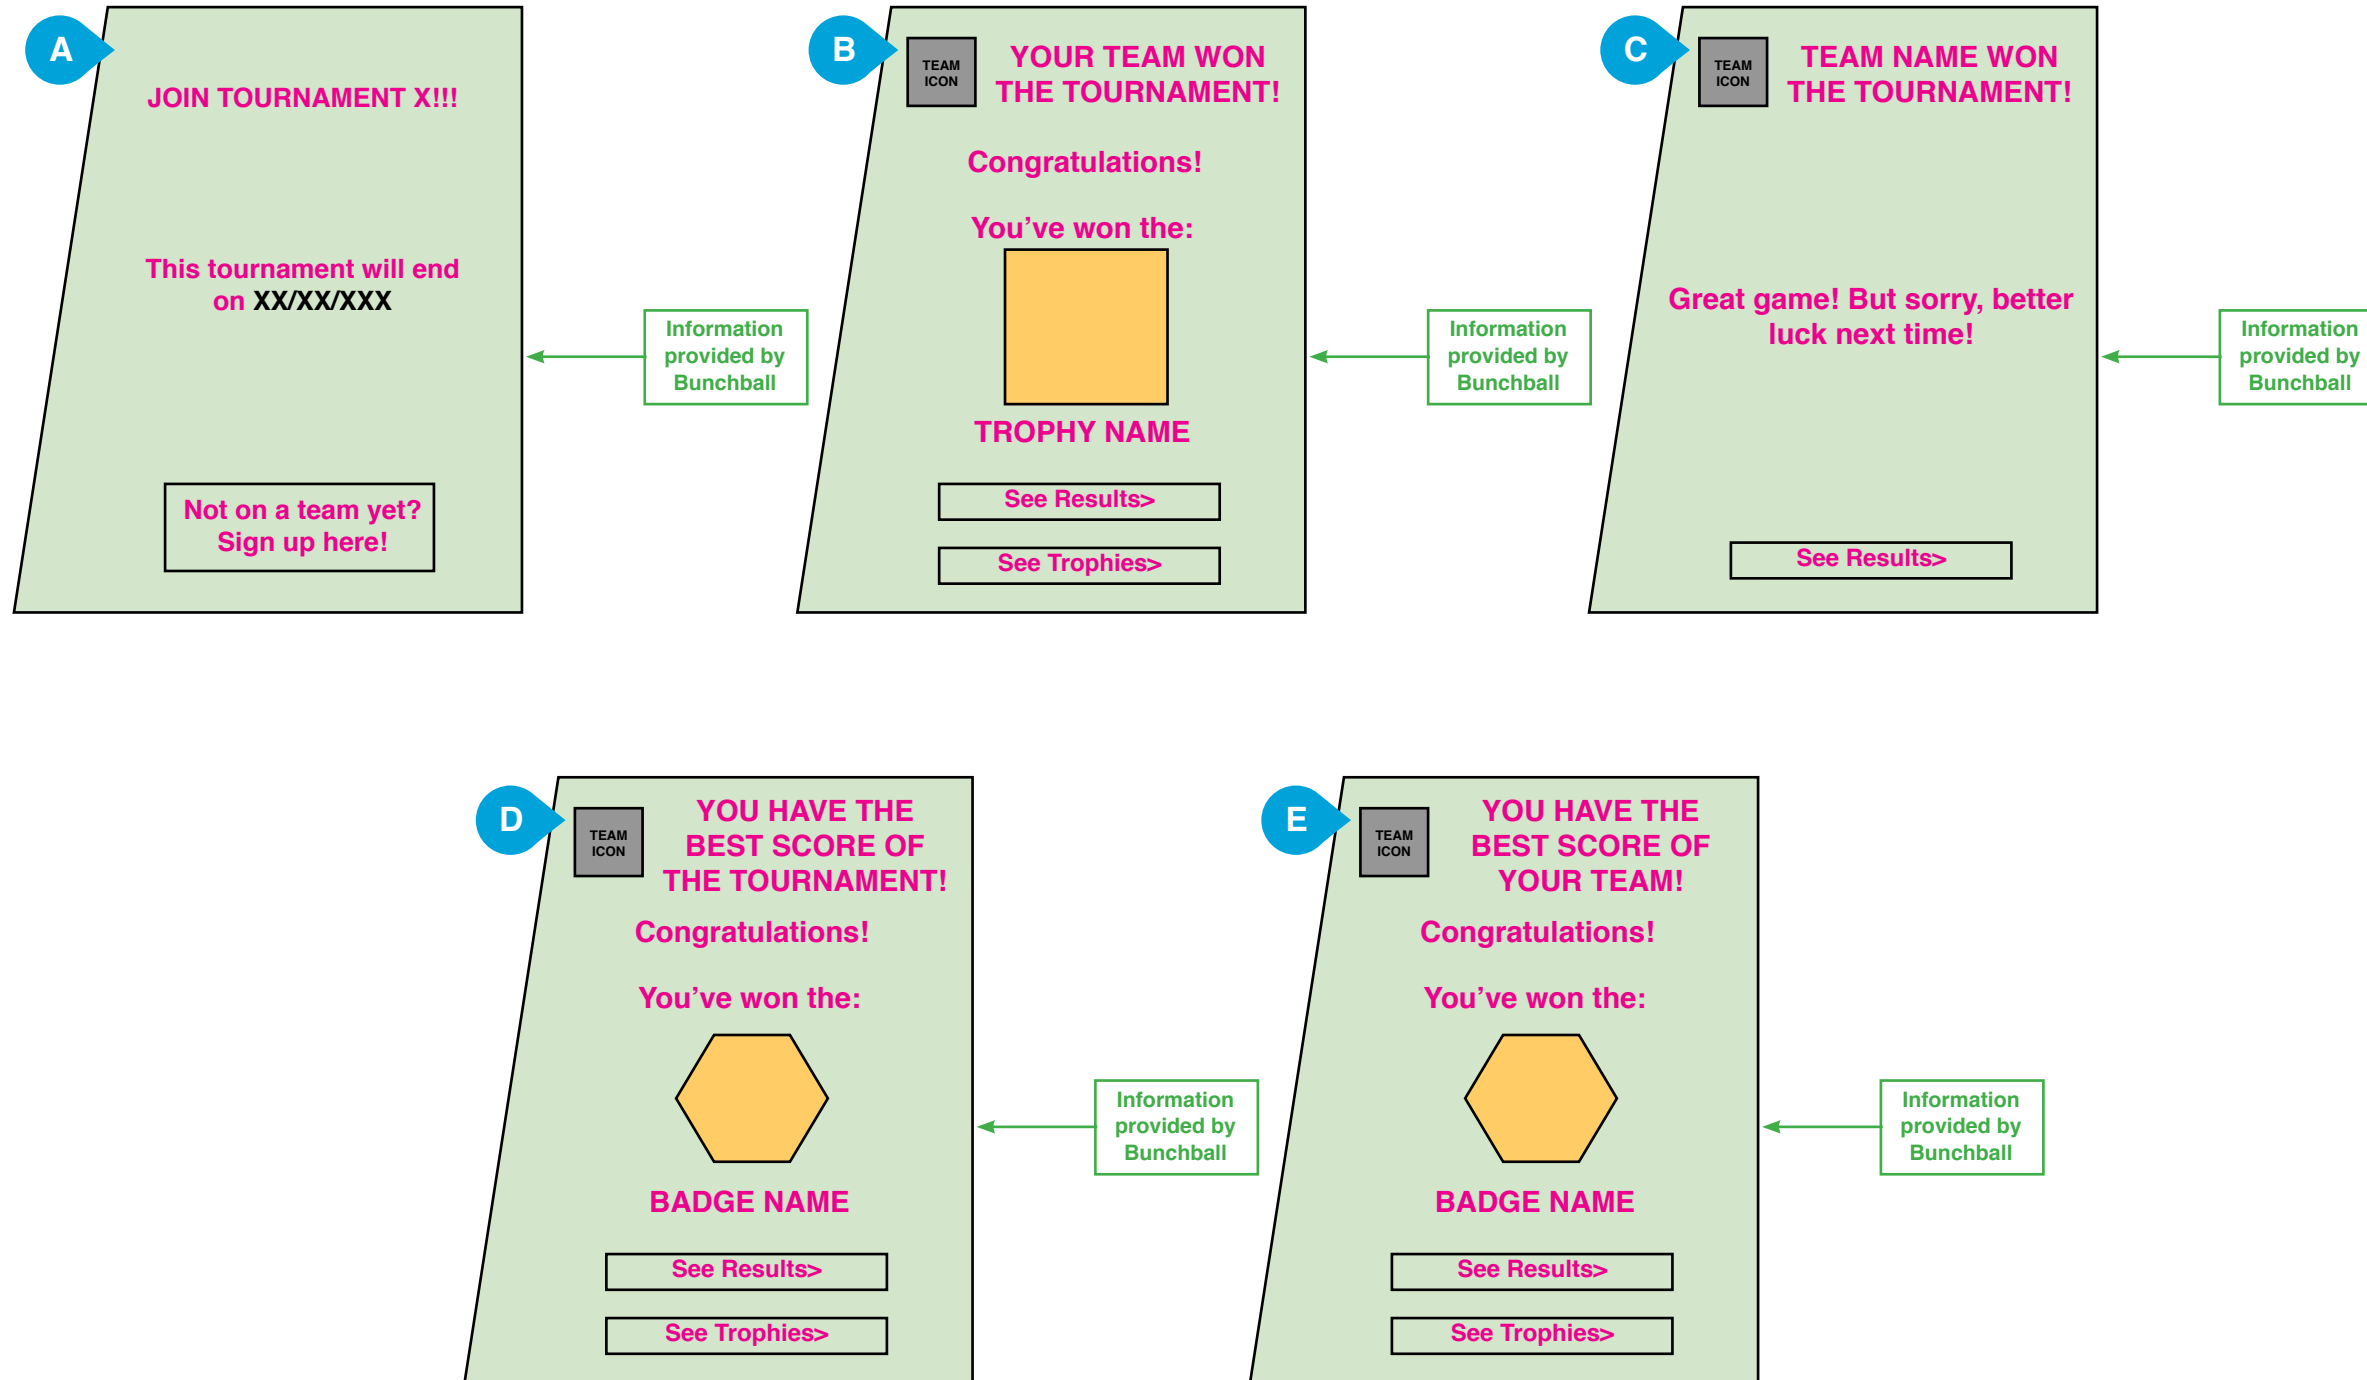 A
JOIN TOURNAMENT X!!!
This tournament will end
on XX/XX/XXX
Not on a team yet?
Sign up here!
Information
provided by
Bunchball
B
TEAM
ICON
YOUR TEAM WON
THE TOURNAMENT!
Congratulations!
You’ve won the:
TROPHY NAME
See Results>
See Trophies>
Information
provided by
Bunchball
C
TEAM
ICON
TEAM NAME WON
THE TOURNAMENT!
Great game! But sorry, better
luck next time!
See Results>
Information
provided by
Bunchball
D
TEAM
ICON
YOU HAVE THE
BEST SCORE OF
THE TOURNAMENT!
Congratulations!
You’ve won the:
BADGE NAME
See Results>
See Trophies>
Information
provided by
Bunchball
E
TEAM
ICON
YOU HAVE THE
BEST SCORE OF
YOUR TEAM!
Congratulations!
You’ve won the:
BADGE NAME
See Results>
See Trophies>
Information
provided by
Bunchball